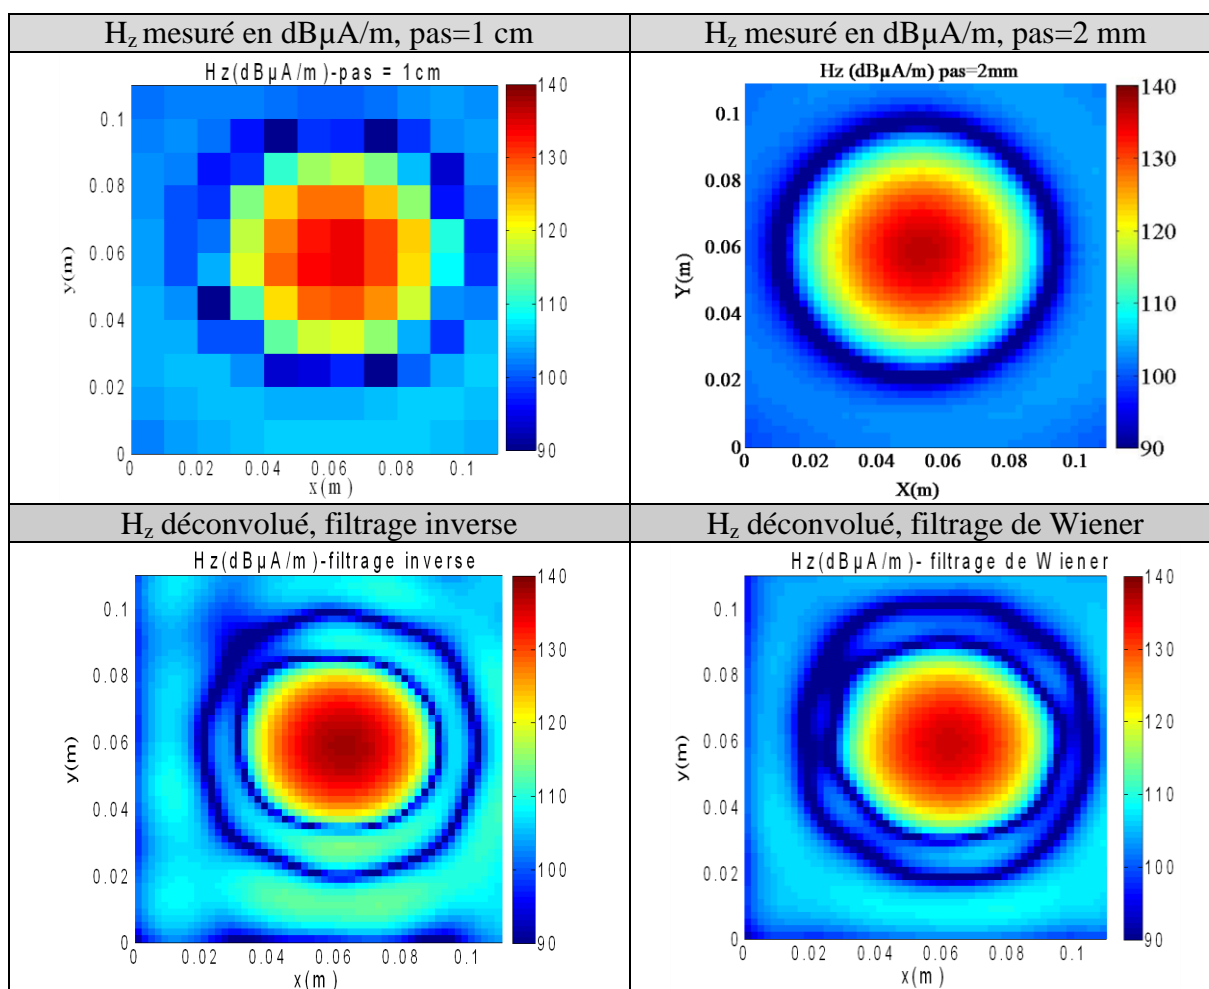 Hz mesuré en dBµA/m, pas=1 cm
Hz mesuré en dBµA/m, pas=2 mm
Hz(dBµA/m)-pas = 1cm
0.1
0.08
0.06
0.04
0.02
0
y(m)
0 0.02 0.04 0.06 0.08 0.1
x(m)
140
130
120
110
100
90
Hz (dBµA/m) pas=2mm
0.1
0.08
0.06
0.04
0.02
0
Y(m)
0 0.02 0.04 0.06 0.08 0.1
X(m)
140
130
120
110
100
90
Hz déconvolué, filtrage inverse
Hz déconvolué, filtrage de Wiener
Hz(dBµA/m)-filtrage inverse
0.1
0.08
0.06
0.04
0.02
0
y(m)
0 0.02 0.04 0.06 0.08 0.1
x(m)
140
130
120
110
100
90
Hz(dBµA/m)- filtrage de Wiener
0.1
0.08
0.06
0.04
0.02
0
y(m)
0 0.02 0.04 0.06 0.08 0.1
x(m)
140
130
120
110
100
90